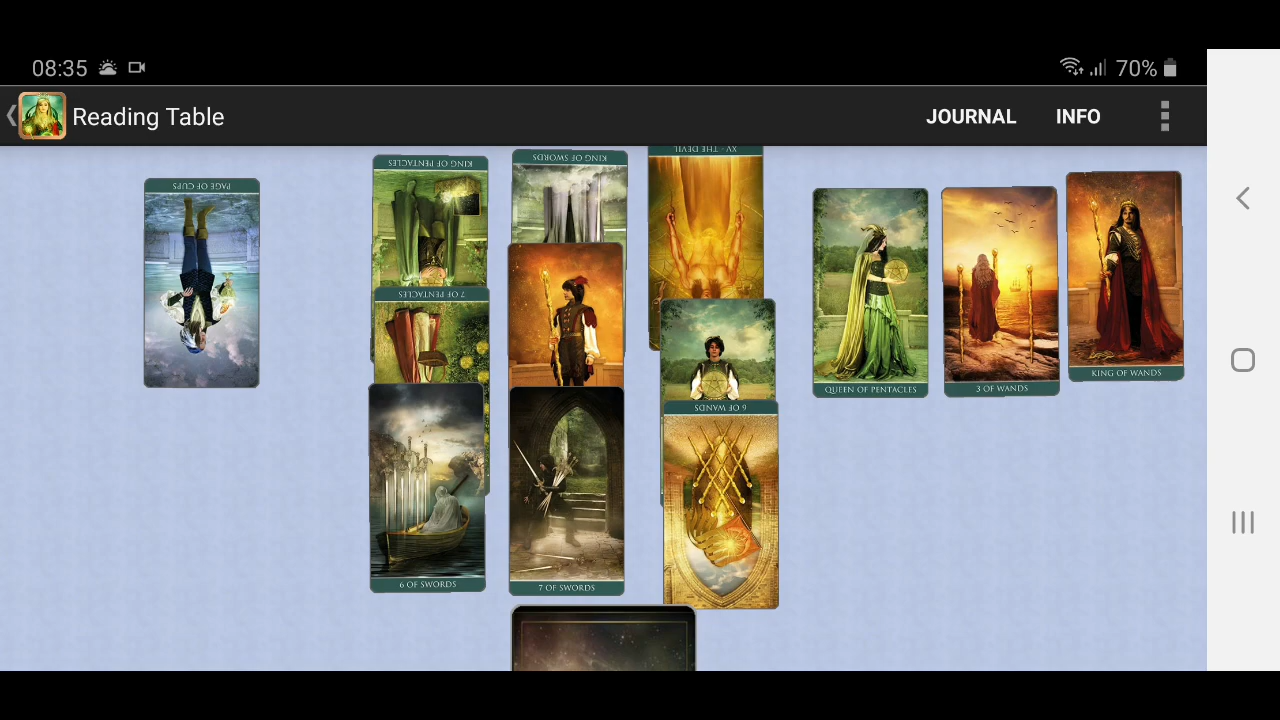 08:35
70%
Reading Table
JOURNAL
INFO
PAGE OF CUPS
KING OF PENTACLES
KING OF SWORDS
XV - THE DEVIL
7 OF PENTACLES
QUEEN OF PENTACLES
3 OF WANDS
KING OF WANDS
6 OF WANDS
6 OF SWORDS
7 OF SWORDS